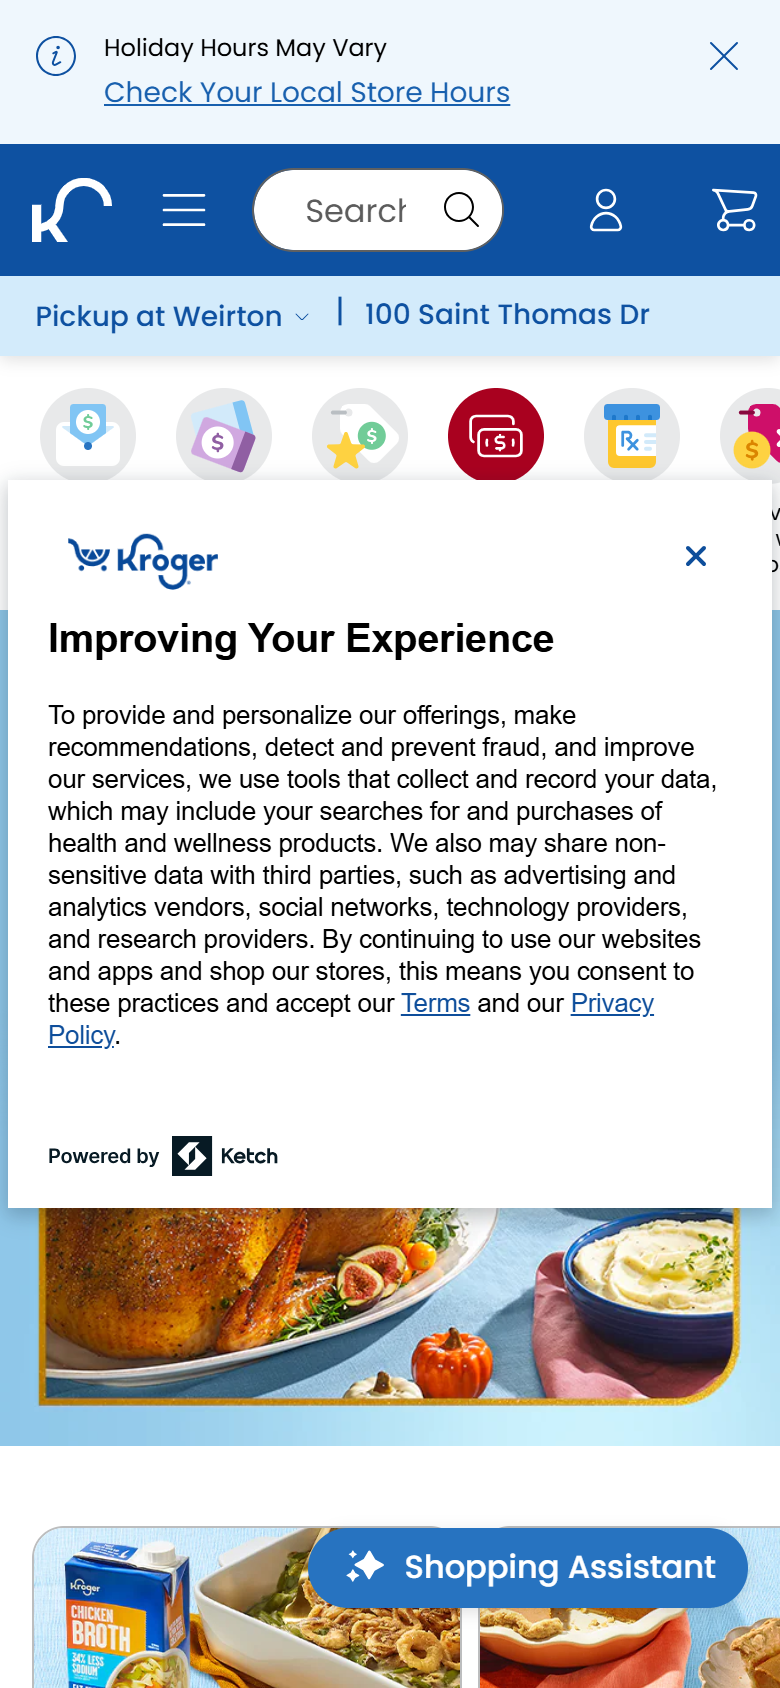 Holiday Hours May Vary
Check Your Local Store Hours
Search
Pickup at Weirton | 100 Saint Thomas Dr
Kroger
Improving Your Experience
To provide and personalize our offerings, make
recommendations, detect and prevent fraud, and improve
our services, we use tools that collect and record your data,
which may include your searches for and purchases of
health and wellness products. We also may share non-
sensitive data with third parties, such as advertising and
analytics vendors, social networks, technology providers,
and research providers. By continuing to use our websites
and apps and shop our stores, this means you consent to
these practices and accept our Terms and our Privacy
Policy.
Powered by Ketch
Shopping Assistant
Kroger
CHICKEN
BROTH
34% LESS
SODIUM